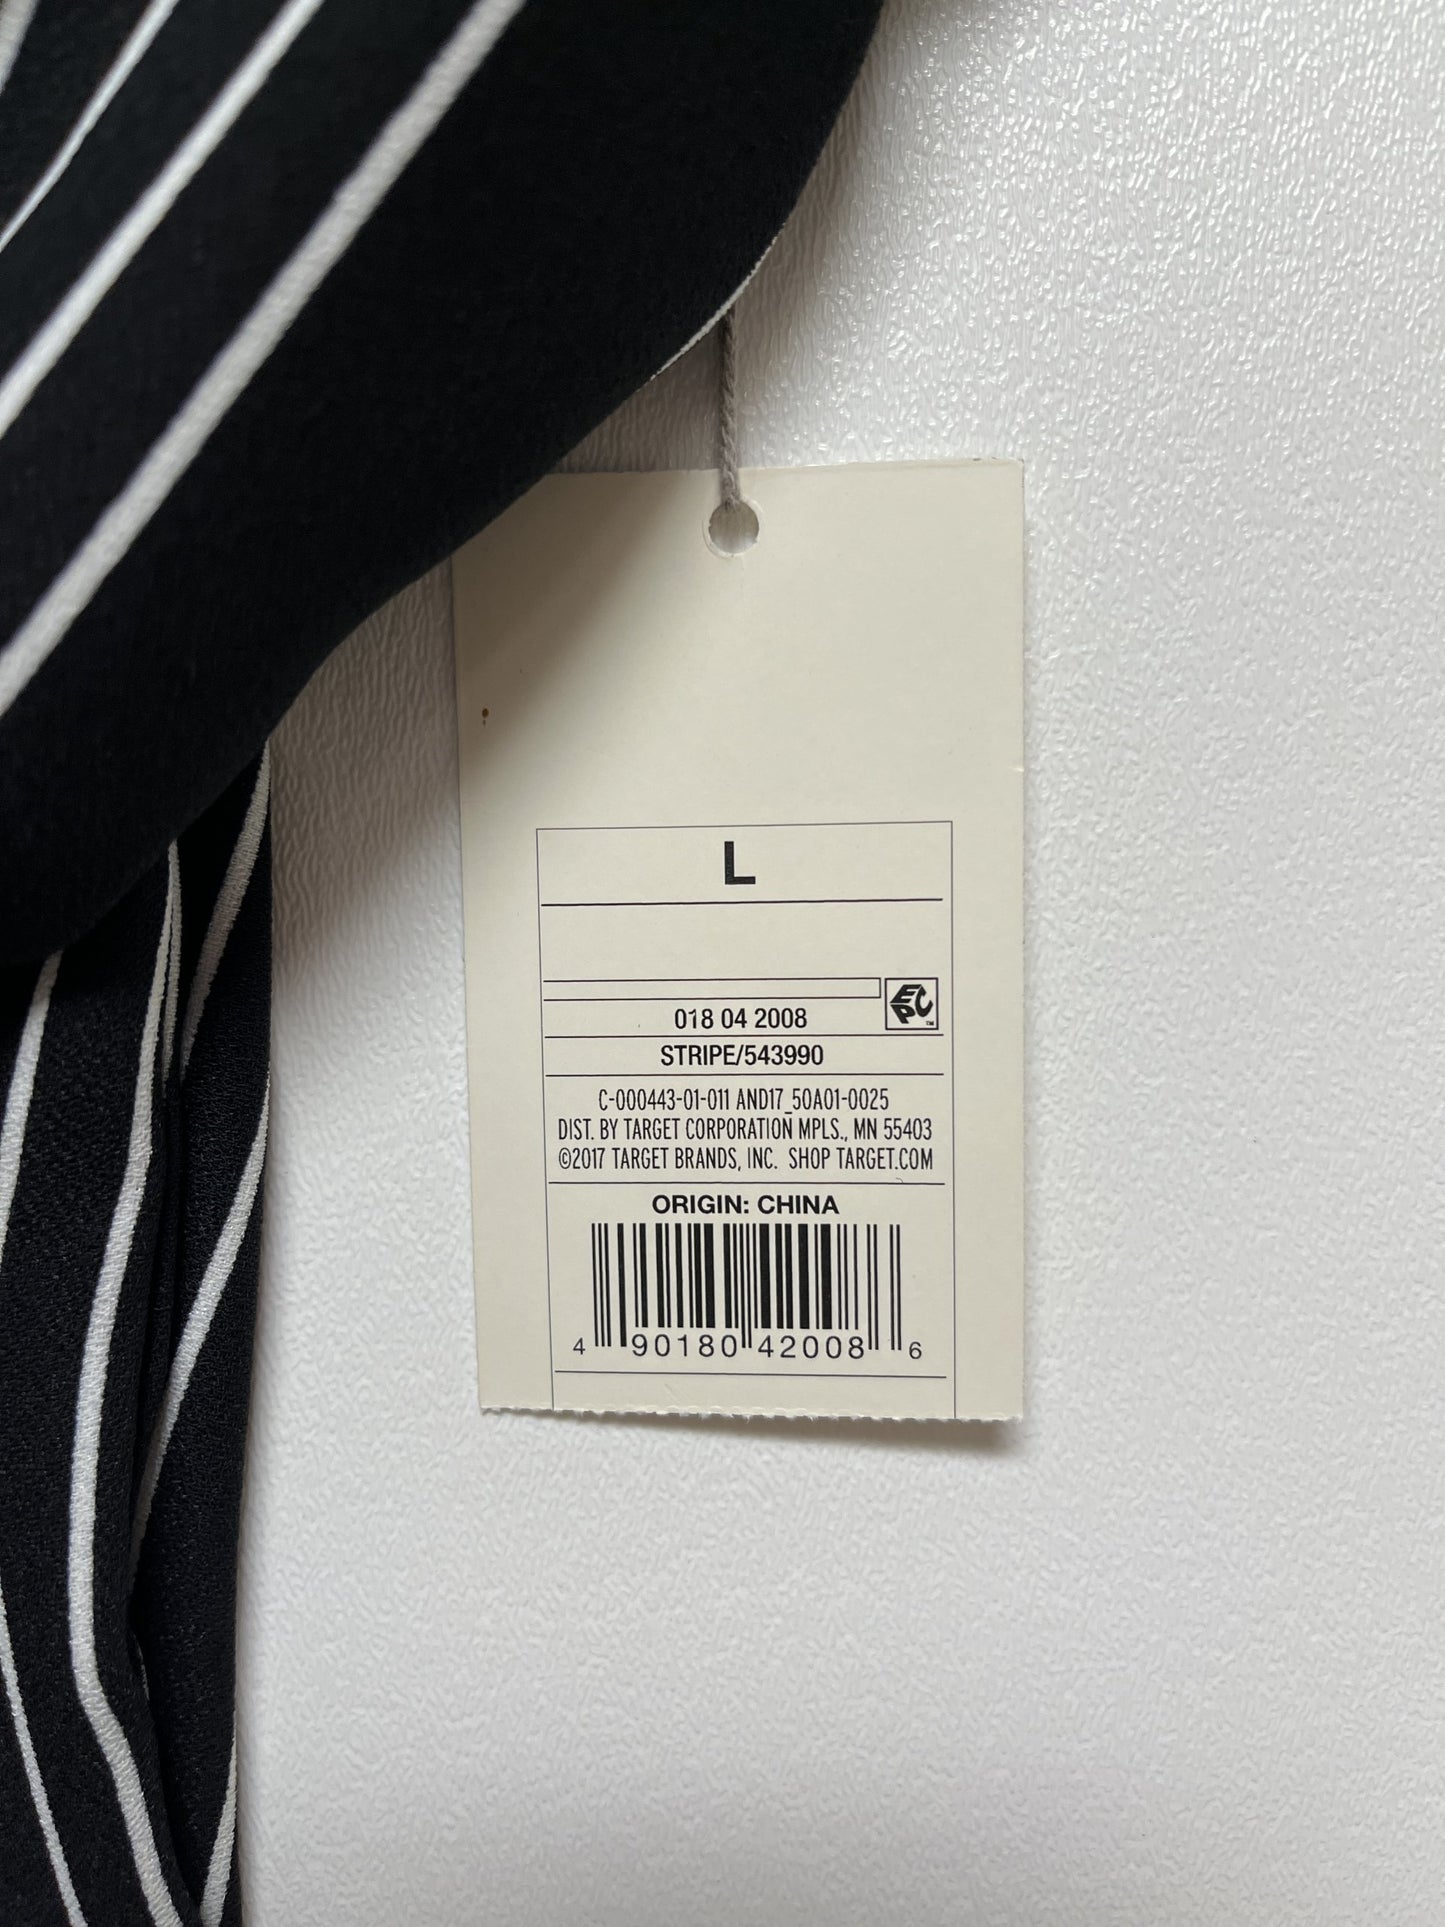 L
EPC™
018 04 2008
STRIPE/543990
C-000443-01-011 AND17_50A01-0025
DIST. BY TARGET CORPORATION MPLS., MN 55403
©2017 TARGET BRANDS, INC. SHOP TARGET.COM
ORIGIN: CHINA
4 90180 42008 6